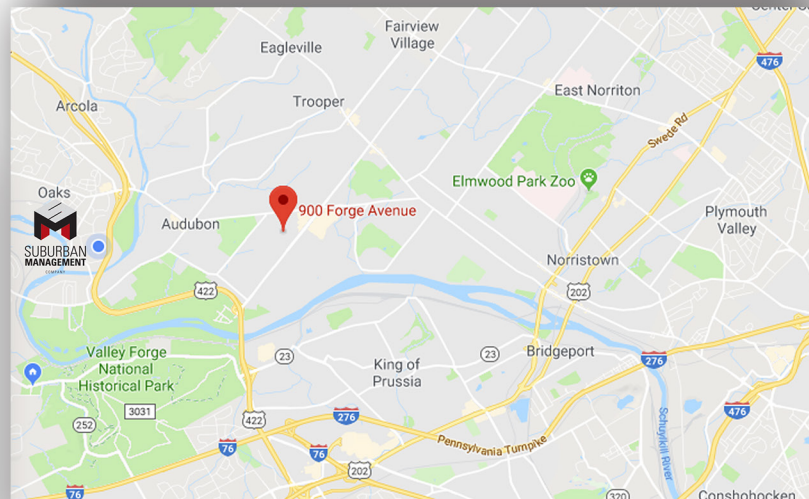 Center Sq
Fairview
Village
Eagleville
476
East Norriton
Arcola
Trooper
Swede Rd
Elmwood Park Zoo
Oaks
900 Forge Avenue
Audubon
Plymouth
Valley
SUBURBAN
MANAGEMENT
COMPANY
Norristown
422
202
Valley Forge
National
Historical Park
23
King of
Prussia
23
Bridgeport
276
3031
252
422
276
476
Schuylkill River
76
76
Pennsylvania Turnpike
202
76
320
Conshohocken